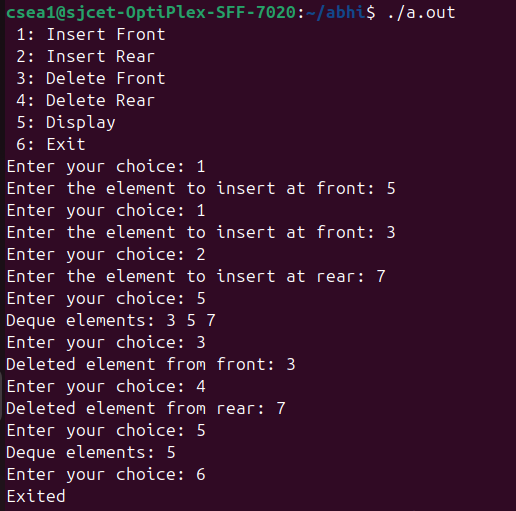 csea1@sjcet-OptiPlex-SFF-7020:~/abhi$ ./a.out
1: Insert Front
2: Insert Rear
3: Delete Front
4: Delete Rear
5: Display
6: Exit
Enter your choice: 1
Enter the element to insert at front: 5
Enter your choice: 1
Enter the element to insert at front: 3
Enter your choice: 2
Enter the element to insert at rear: 7
Enter your choice: 5
Deque elements: 3 5 7
Enter your choice: 3
Deleted element from front: 3
Enter your choice: 4
Deleted element from rear: 7
Enter your choice: 5
Deque elements: 5
Enter your choice: 6
Exited